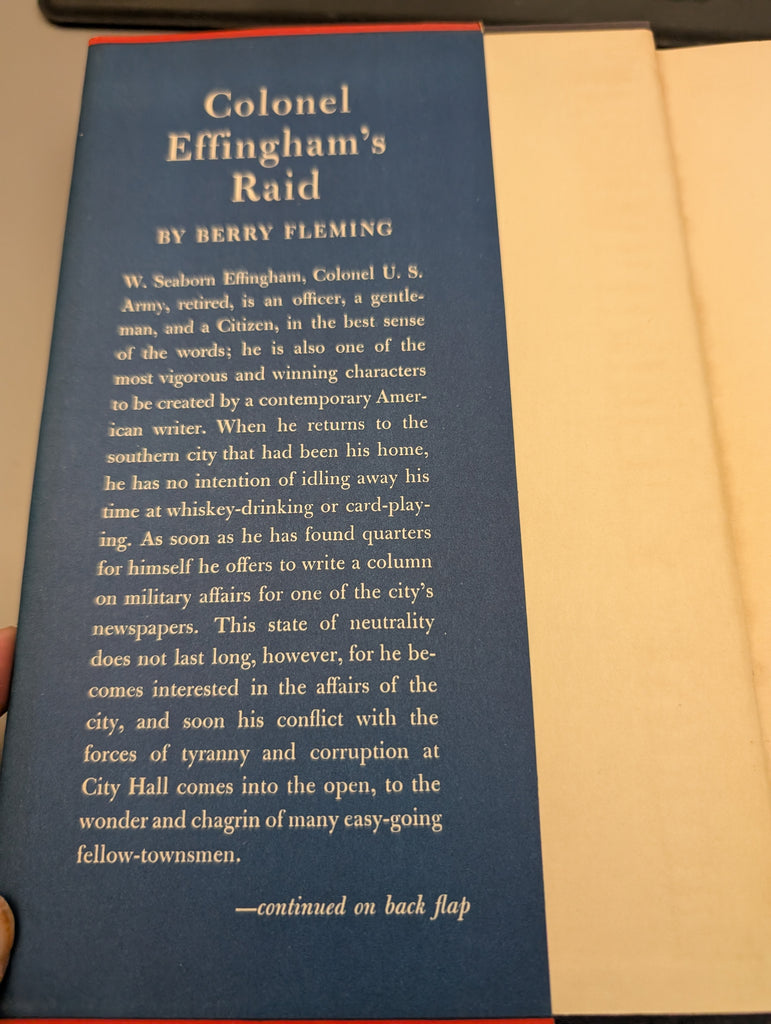 Colonel
Effingham's
Raid
BY BERRY FLEMING
W. Seaborn Effingham, Colonel U. S.
Army, retired, is an officer, a gentle-
man, and a Citizen, in the best sense
of the words; he is also one of the
most vigorous and winning characters
to be created by a contemporary Amer-
ican writer. When he returns to the
southern city that had been his home,
he has no intention of idling away his
time at whiskey-drinking or card-play-
ing. As soon as he has found quarters
for himself he offers to write a column
on military affairs for one of the city's
newspapers. This state of neutrality
does not last long, however, for he be-
comes interested in the affairs of the
city, and soon his conflict with the
forces of tyranny and corruption at
City Hall comes into the open, to the
wonder and chagrin of many easy-going
fellow-townsmen.
—continued on back flap